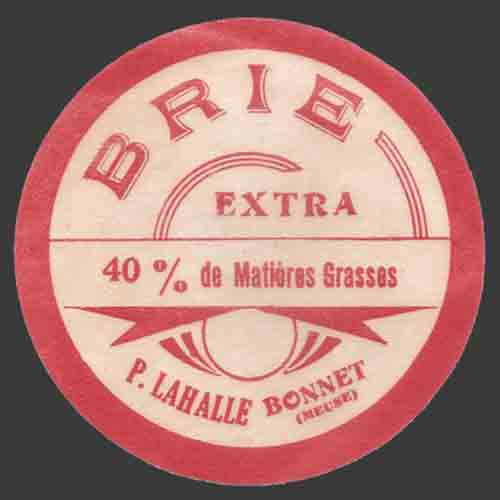 BRIE
EXTRA
40 % de Matières Grasses
P. LAHALLE BONNET
(MEUSE)